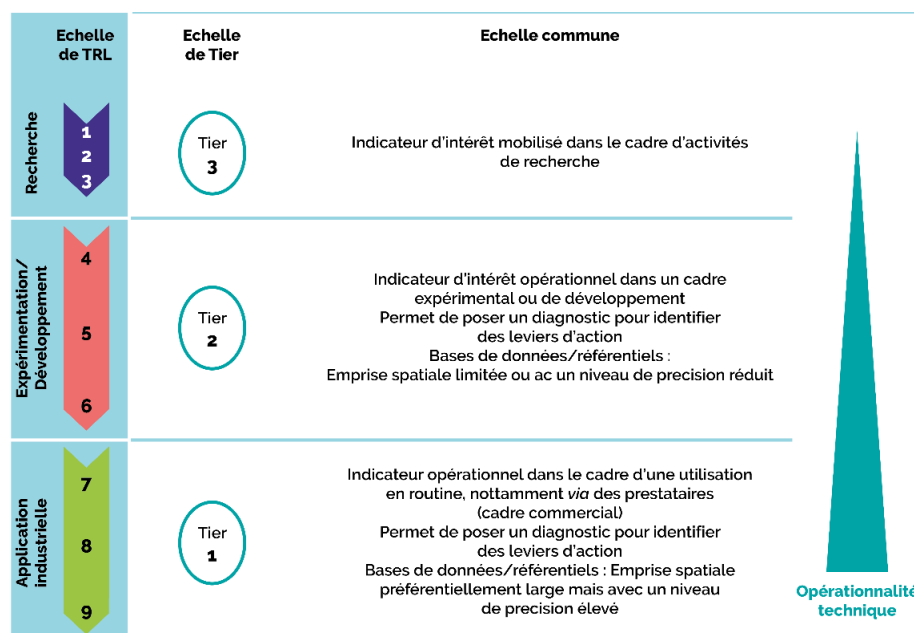 Echelle
de TRL
Echelle
de Tier
Echelle commune
Recherche
1
2
3
Tier
3
Indicateur d'intérêt mobilisé dans le cadre d'activités
de recherche
Expérimentation/
Développement
4
5
6
Tier
2
Indicateur d'intérêt opérationnel dans un cadre
expérimental ou de développement
Permet de poser un diagnostic pour identifier
des leviers d'action
Bases de données/référentiels :
Emprise spatiale limitée ou ac un niveau de precision réduit
Application
industrielle
7
8
9
Tier
1
Indicateur opérationnel dans le cadre d'une utilisation
en routine, nottamment via des prestataires
(cadre commercial)
Permet de poser un diagnostic pour identifier
des leviers d'action
Bases de données/référentiels : Emprise spatiale
préférentiellement large mais avec un niveau
de precision élevé
Opérationnalité
technique